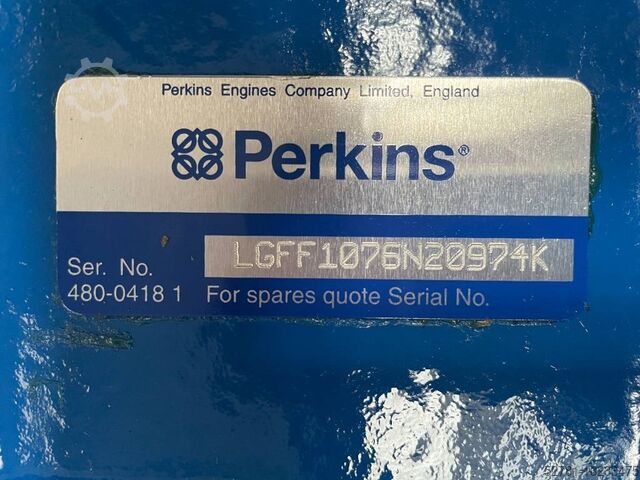 Perkins Engines Company Limited, England
Perkins®
Ser. No. LGFF1076N20974K
480-0418 1 For spares quote Serial No.